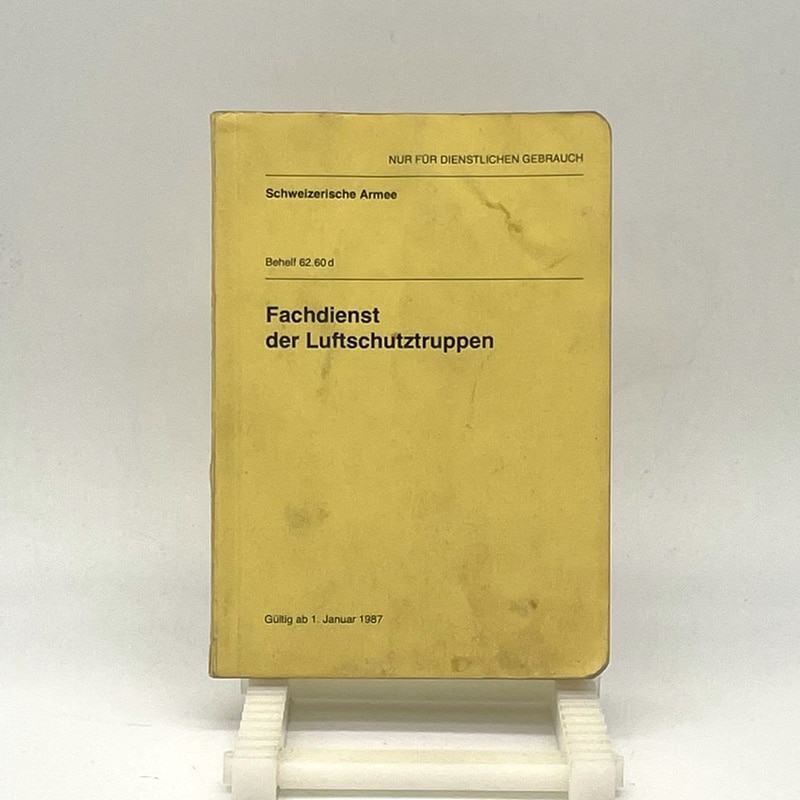 NUR FÜR DIENSTLICHEN GEBRAUCH
Schweizerische Armee
Behelf 62.60 d
Fachdienst
der Luftschutztruppen
Gültig ab 1. Januar 1987